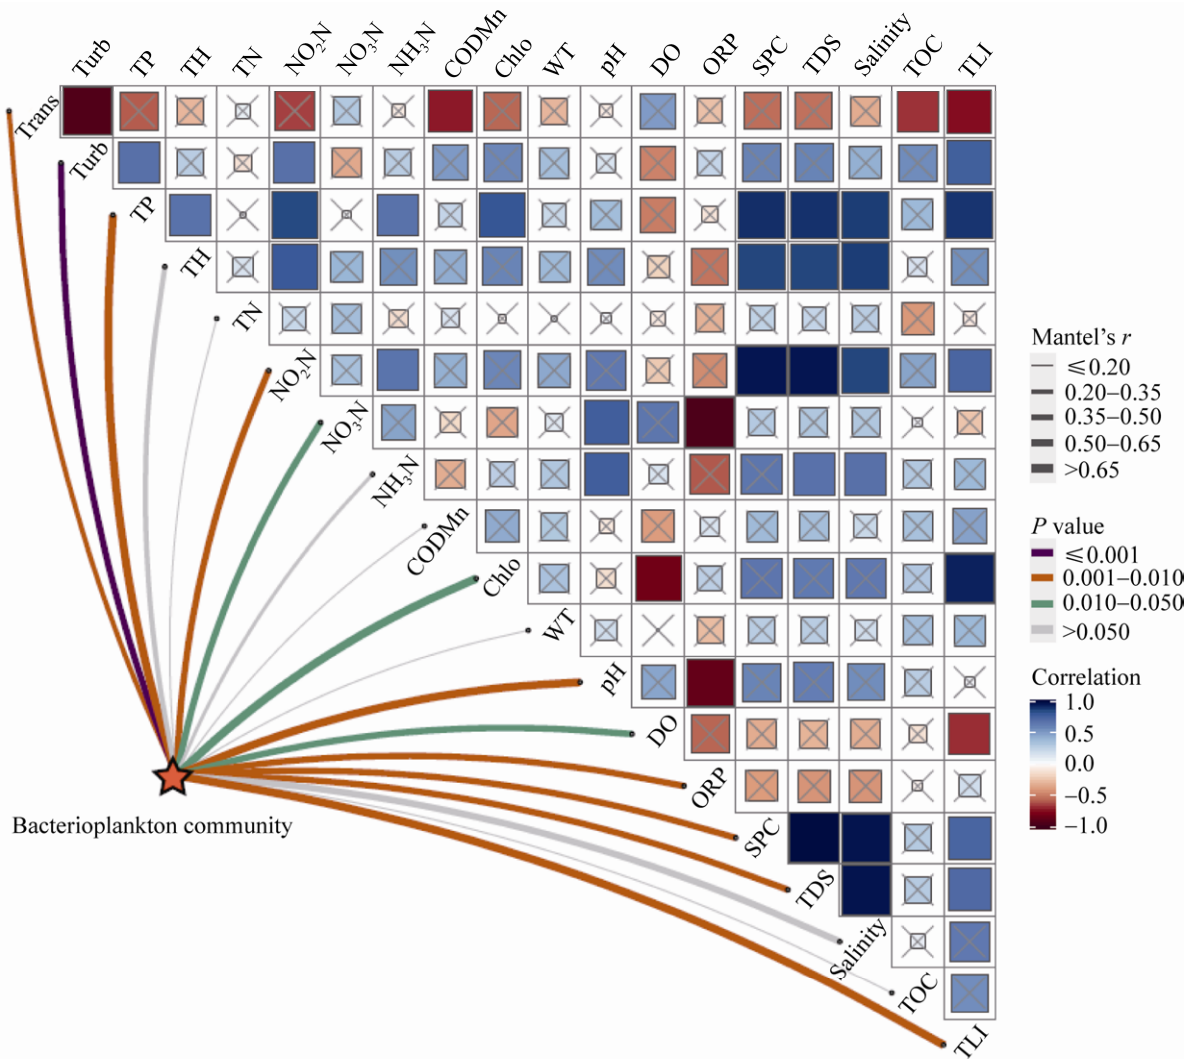 Turb TP TH TN NO₂N NO₃N NH₃N CODMn Chlo WT pH DO ORP SPC TDS Salinity TOC TLI
Trans
Turb
TP
TH
TN
NO₂N
NO₃N
NH₃N
CODMn
Chlo
WT
pH
DO
ORP
SPC
TDS
Salinity
TOC
TLI
Bacterioplankton community
Mantel's r
≤0.20
0.20–0.35
0.35–0.50
0.50–0.65
>0.65
P value
≤0.001
0.001–0.010
0.010–0.050
>0.050
Correlation
1.0
0.5
0.0
−0.5
−1.0